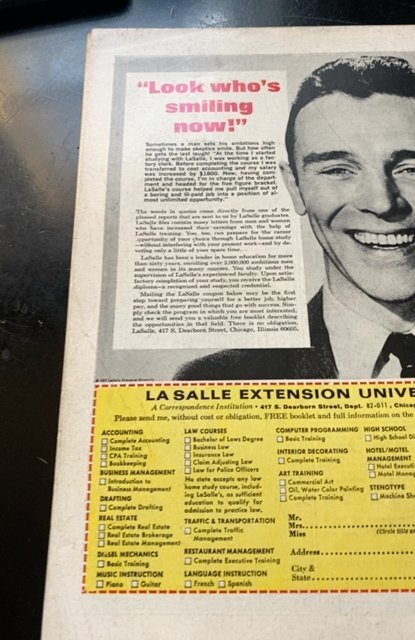 "Look who's
smiling
now!"
"Sometimes a man sets his ambitions high
enough to make skeptics smile. But how often
he gets the last laugh! "At the time I started
studying with LaSalle, I was working as a fac-
tory clerk. Before completing the course I was
transferred to cost accounting and my salary
was increased by $1800. Now, having com-
pleted the course, I'm in charge of the depart-
ment and headed for the five figure bracket.
LaSalle's course helped me pull myself out of
a boring and ill-paid job into a position of al-
most unlimited opportunity."
The words in quotes come directly from one of the
pleased reports that are sent to us by LaSalle graduates.
LaSalle files contain many letters from men and women
who have increased their earnings with the help of
LaSalle training. You, too, can prepare for the career
opportunity of your choice through LaSalle home study
—without interfering with your present work—and by de-
voting only a little of your spare time.
LaSalle has been a leader in home education for more
than sixty years, enrolling over 2,000,000 ambitious men
and women in its many courses. You study under the
supervision of LaSalle's experienced faculty. Upon satis-
factory completion of your study, you receive the LaSalle
diploma—a recognized and respected credential.
Mailing the LaSalle coupon below may be the first
step toward preparing yourself for a better job, higher
pay, and the many good things that go with success. Sim-
ply check the program in which you are most interested,
and we will send you a valuable free booklet describing
the opportunities in that field. There is no obligation.
LaSalle, 417 S. Dearborn Street, Chicago, Illinois 60605.
LA SALLE EXTENSION UNIVE
A Correspondence Institution • 417 S. Dearborn Street, Dept. 02-011, Chicag
Please send me, without cost or obligation, FREE booklet and full information on the
ACCOUNTING
Complete Accounting
Income Tax
CPA Training
Bookkeeping
BUSINESS MANAGEMENT
Introduction to
Business Management
DRAFTING
Complete Drafting
REAL ESTATE
Complete Real Estate
Real Estate Brokerage
Real Estate Management
DIESEL MECHANICS
Basic Training
MUSIC INSTRUCTION
Piano Guitar
LAW COURSES
Bachelor of Laws Degree
Business Law
Insurance Law
Claim Adjusting Law
Law for Police Officers
No state accepts any law
home study course, includ-
ing LaSalle's, as sufficient
education to qualify for
admission to practice law.
TRAFFIC & TRANSPORTATION
Complete Traffic
Management
RESTAURANT MANAGEMENT
Complete Executive Training
LANGUAGE INSTRUCTION
French Spanish
COMPUTER PROGRAMMING
Basic Training
INTERIOR DECORATING
Complete Training
ART TRAINING
Commercial Art
Oil, Water Color Painting
Complete Training
HIGH SCHOO
High School Di
HOTEL/MOTEL
MANAGEMENT
Hotel Executi
Motel Manag
STENOTYPE
Machine Sh
Mr.
Mrs.
Miss
(Circle title an
Address
City &
State